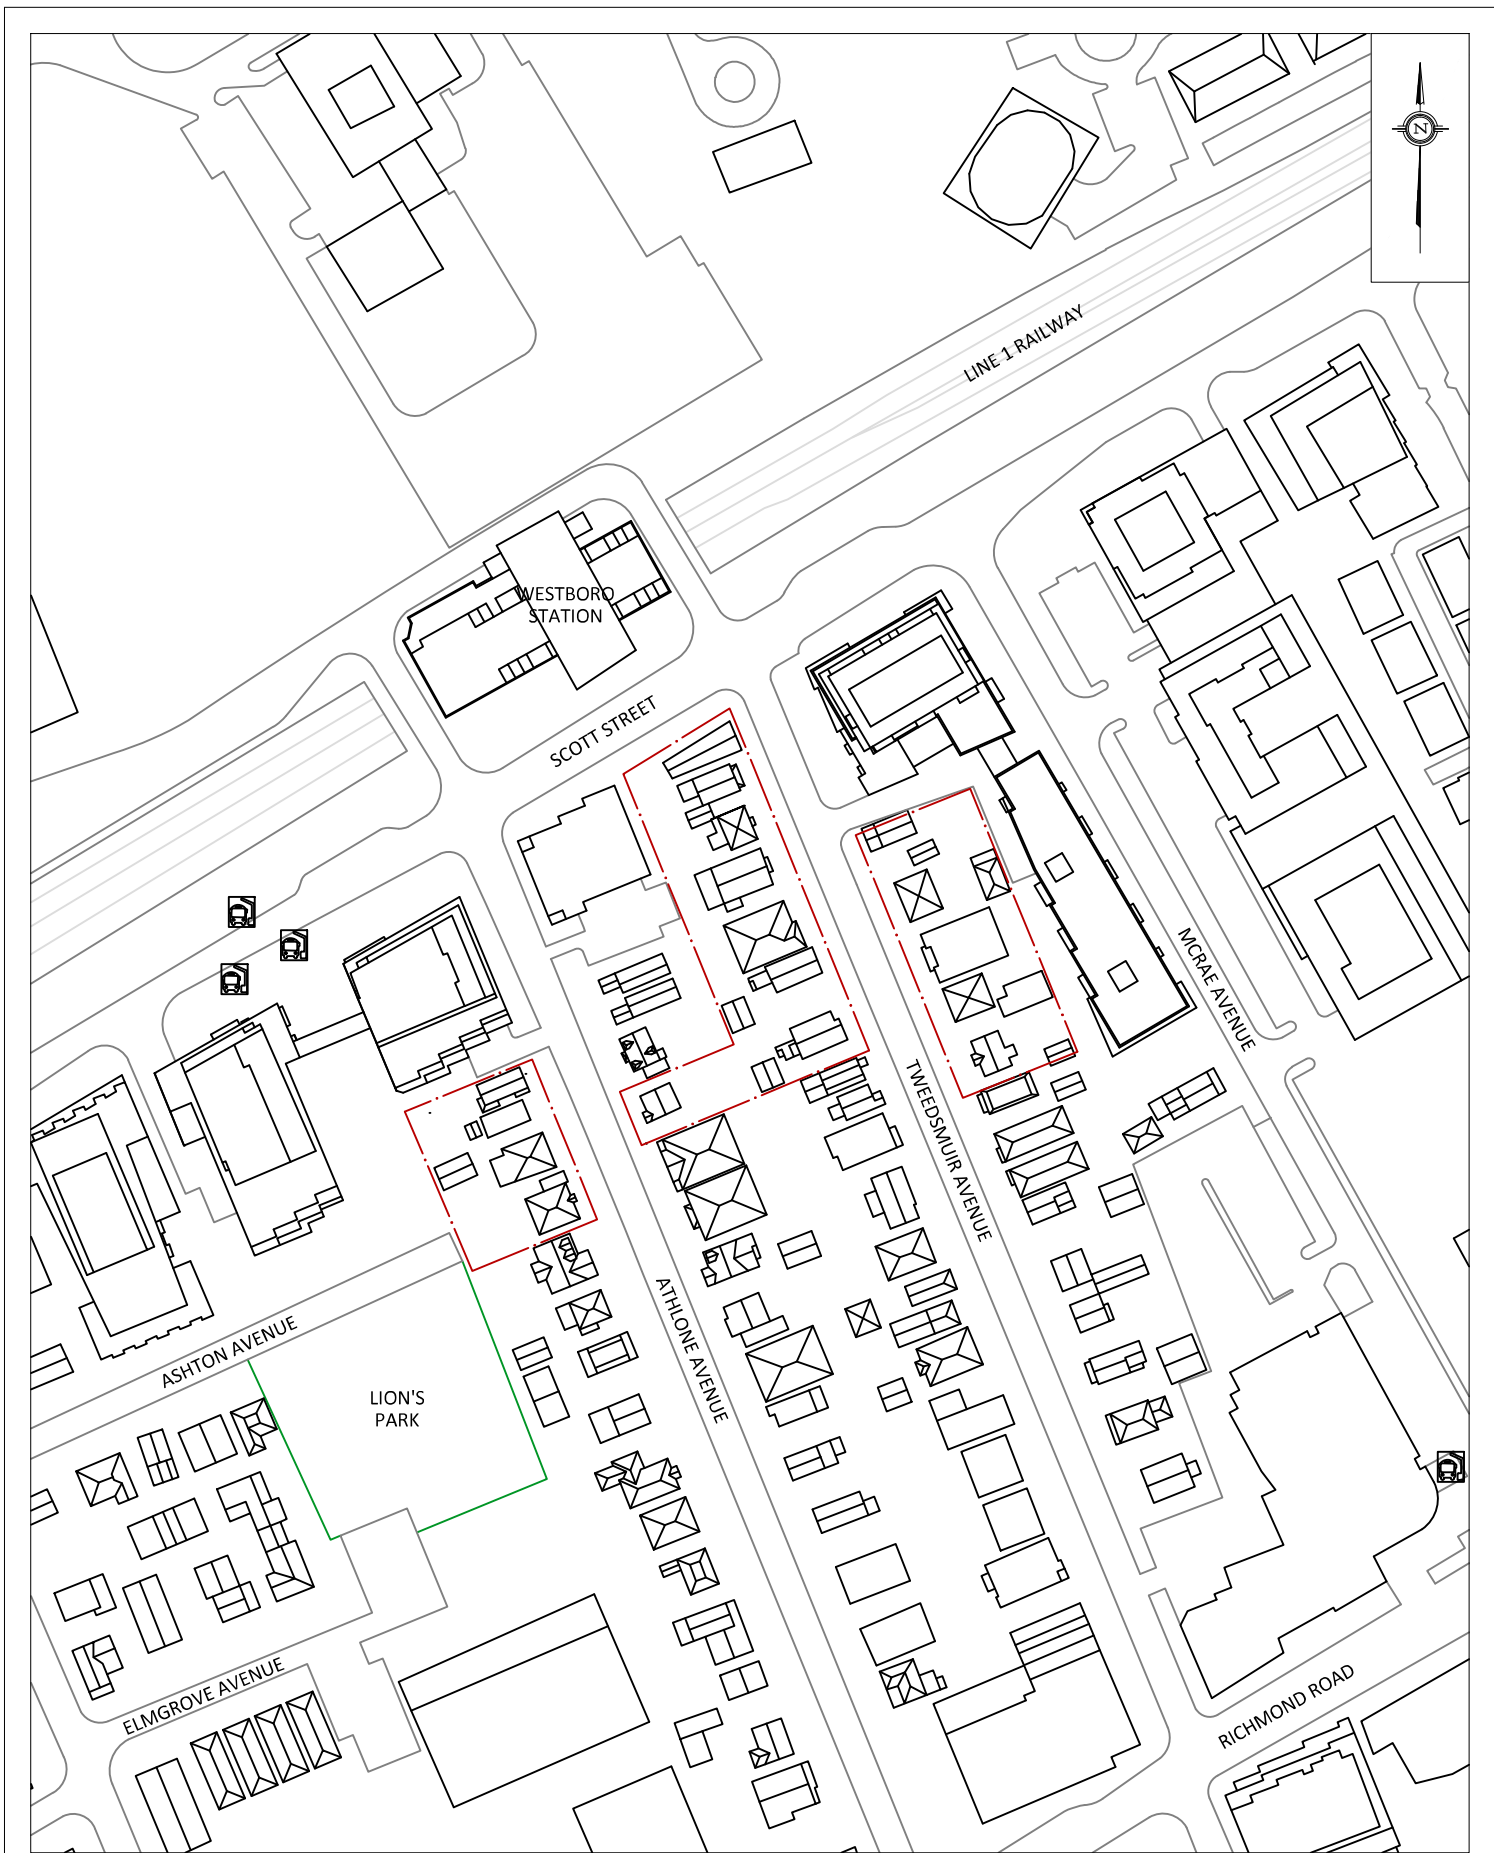 N
LINE 1 RAILWAY
WESTBORO
STATION
SCOTT STREET
MCRAE AVENUE
TWEEDSMUIR AVENUE
ATHLONE AVENUE
ASHTON AVENUE
LION'S
PARK
ELMGROVE AVENUE
RICHMOND ROAD